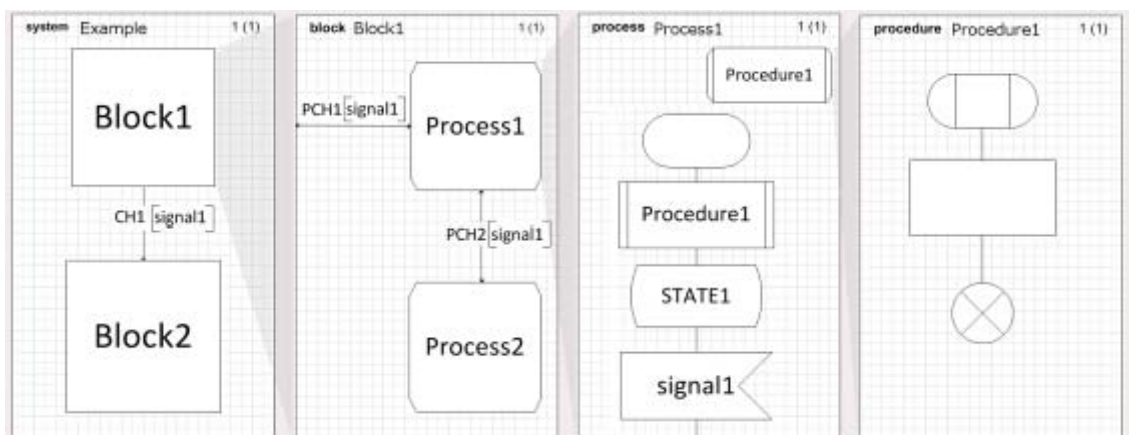 system Example 1 (1)
Block1
CH1 [signal1]
Block2
block Block1 1 (1)
PCH1 [signal1]
Process1
PCH2 [signal1]
Process2
process Process1 1 (1)
Procedure1
Procedure1
STATE1
signal1
procedure Procedure1 1 (1)